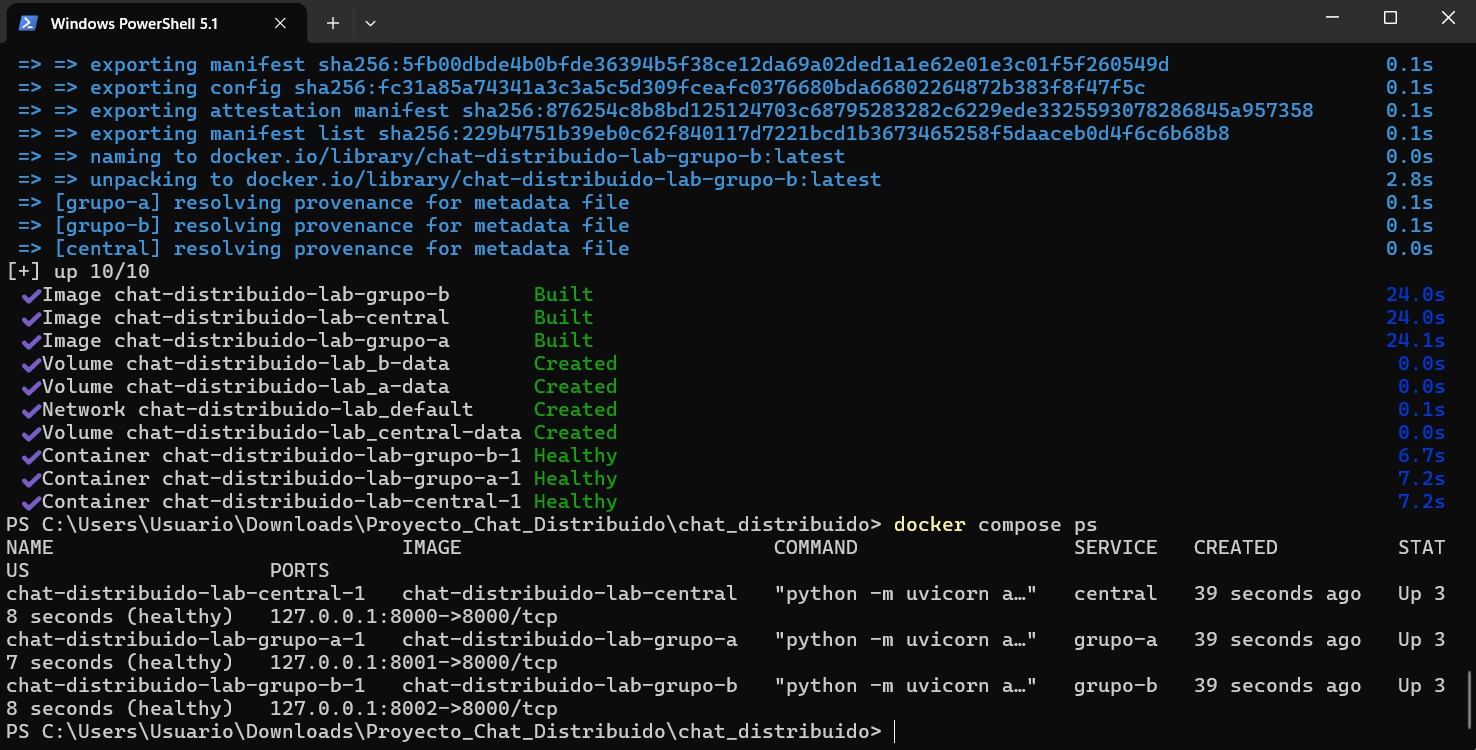 Windows PowerShell 5.1
=> => exporting manifest sha256:5fb00dbde4b0bfde36394b5f38ce12da69a02ded1a1e62e01e3c01f5f260549d 0.1s
=> => exporting config sha256:fc31a85a74341a3c3a5c5d309fceafc0376680bda66802264872b383f8f47f5c 0.1s
=> => exporting attestation manifest sha256:876254c8b8bd125124703c68795283282c6229ede3325593078286845a957358 0.1s
=> => exporting manifest list sha256:229b4751b39eb0c62f840117d7221bcd1b3673465258f5daaceb0d4f6c6b68b8 0.1s
=> => naming to docker.io/library/chat-distribuido-lab-grupo-b:latest 0.0s
=> => unpacking to docker.io/library/chat-distribuido-lab-grupo-b:latest 2.8s
=> [grupo-a] resolving provenance for metadata file 0.1s
=> [grupo-b] resolving provenance for metadata file 0.1s
=> [central] resolving provenance for metadata file 0.0s
[+] up 10/10
✔Image chat-distribuido-lab-grupo-b Built 24.0s
✔Image chat-distribuido-lab-central Built 24.0s
✔Image chat-distribuido-lab-grupo-a Built 24.1s
✔Volume chat-distribuido-lab_b-data Created 0.0s
✔Volume chat-distribuido-lab_a-data Created 0.0s
✔Network chat-distribuido-lab_default Created 0.1s
✔Volume chat-distribuido-lab_central-data Created 0.0s
✔Container chat-distribuido-lab-grupo-b-1 Healthy 6.7s
✔Container chat-distribuido-lab-grupo-a-1 Healthy 7.2s
✔Container chat-distribuido-lab-central-1 Healthy 7.2s
PS C:\Users\Usuario\Downloads\Proyecto_Chat_Distribuido\chat_distribuido> docker compose ps
NAME IMAGE COMMAND SERVICE CREATED STAT
US PORTS
chat-distribuido-lab-central-1 chat-distribuido-lab-central "python -m uvicorn a…" central 39 seconds ago Up 3
8 seconds (healthy) 127.0.0.1:8000->8000/tcp
chat-distribuido-lab-grupo-a-1 chat-distribuido-lab-grupo-a "python -m uvicorn a…" grupo-a 39 seconds ago Up 3
7 seconds (healthy) 127.0.0.1:8001->8000/tcp
chat-distribuido-lab-grupo-b-1 chat-distribuido-lab-grupo-b "python -m uvicorn a…" grupo-b 39 seconds ago Up 3
8 seconds (healthy) 127.0.0.1:8002->8000/tcp
PS C:\Users\Usuario\Downloads\Proyecto_Chat_Distribuido\chat_distribuido>